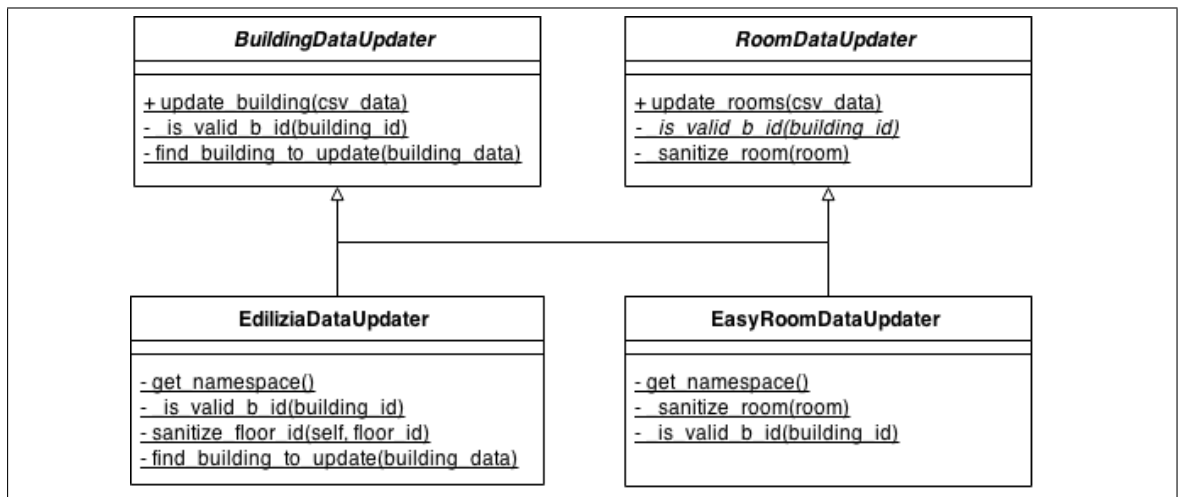 BuildingDataUpdater
+ update_building(csv_data)
- _is_valid_b_id(building_id)
- find_building_to_update(building_data)
RoomDataUpdater
+ update_rooms(csv_data)
- _is_valid_b_id(building_id)
- _sanitize_room(room)
EdiliziaDataUpdater
- get_namespace()
- _is_valid_b_id(building_id)
- sanitize_floor_id(self, floor_id)
- find_building_to_update(building_data)
EasyRoomDataUpdater
- get_namespace()
- _sanitize_room(room)
- _is_valid_b_id(building_id)